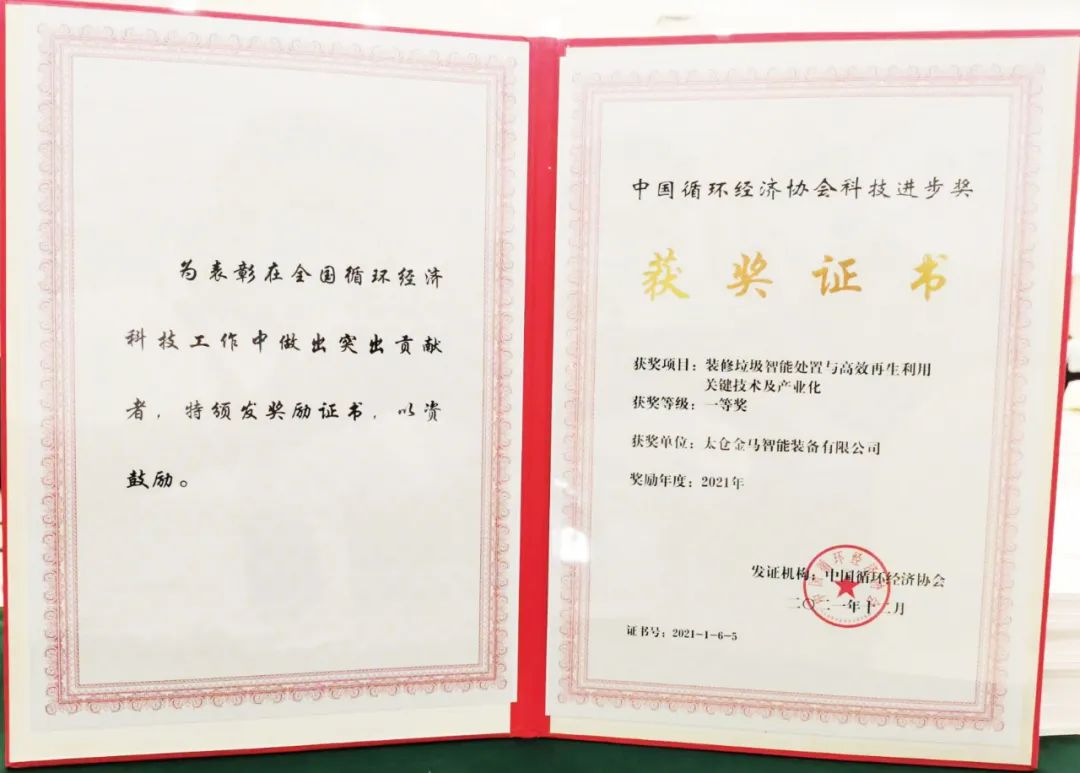 为表彰在全国循环经济
科技工作中做出突出贡献
者，特颁发奖励证书，以资
鼓励。
中国循环经济协会科技进步奖
获奖证书
获奖项目：装修垃圾智能处置与高效再生利用
关键技术及产业化
获奖等级：一等奖
获奖单位：太仓金马智能装备有限公司
奖励年度：2021年
发证机构：中国循环经济协会
二〇二一年十二月
证书号：2021-1-6-5